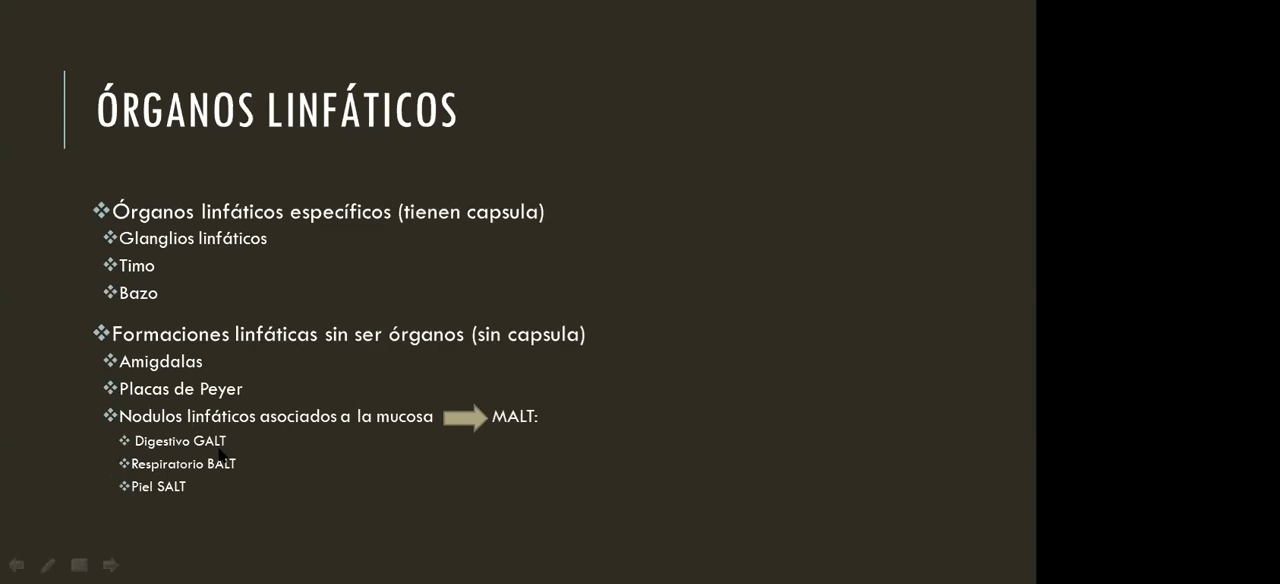 ÓRGANOS LINFÁTICOS
Órganos linfáticos específicos (tienen capsula)
Glanglios linfáticos
Timo
Bazo
Formaciones linfáticas sin ser órganos (sin capsula)
Amigdalas
Placas de Peyer
Nodulos linfáticos asociados a la mucosa MALT:
Digestivo GALT
Respiratorio BALT
Piel SALT